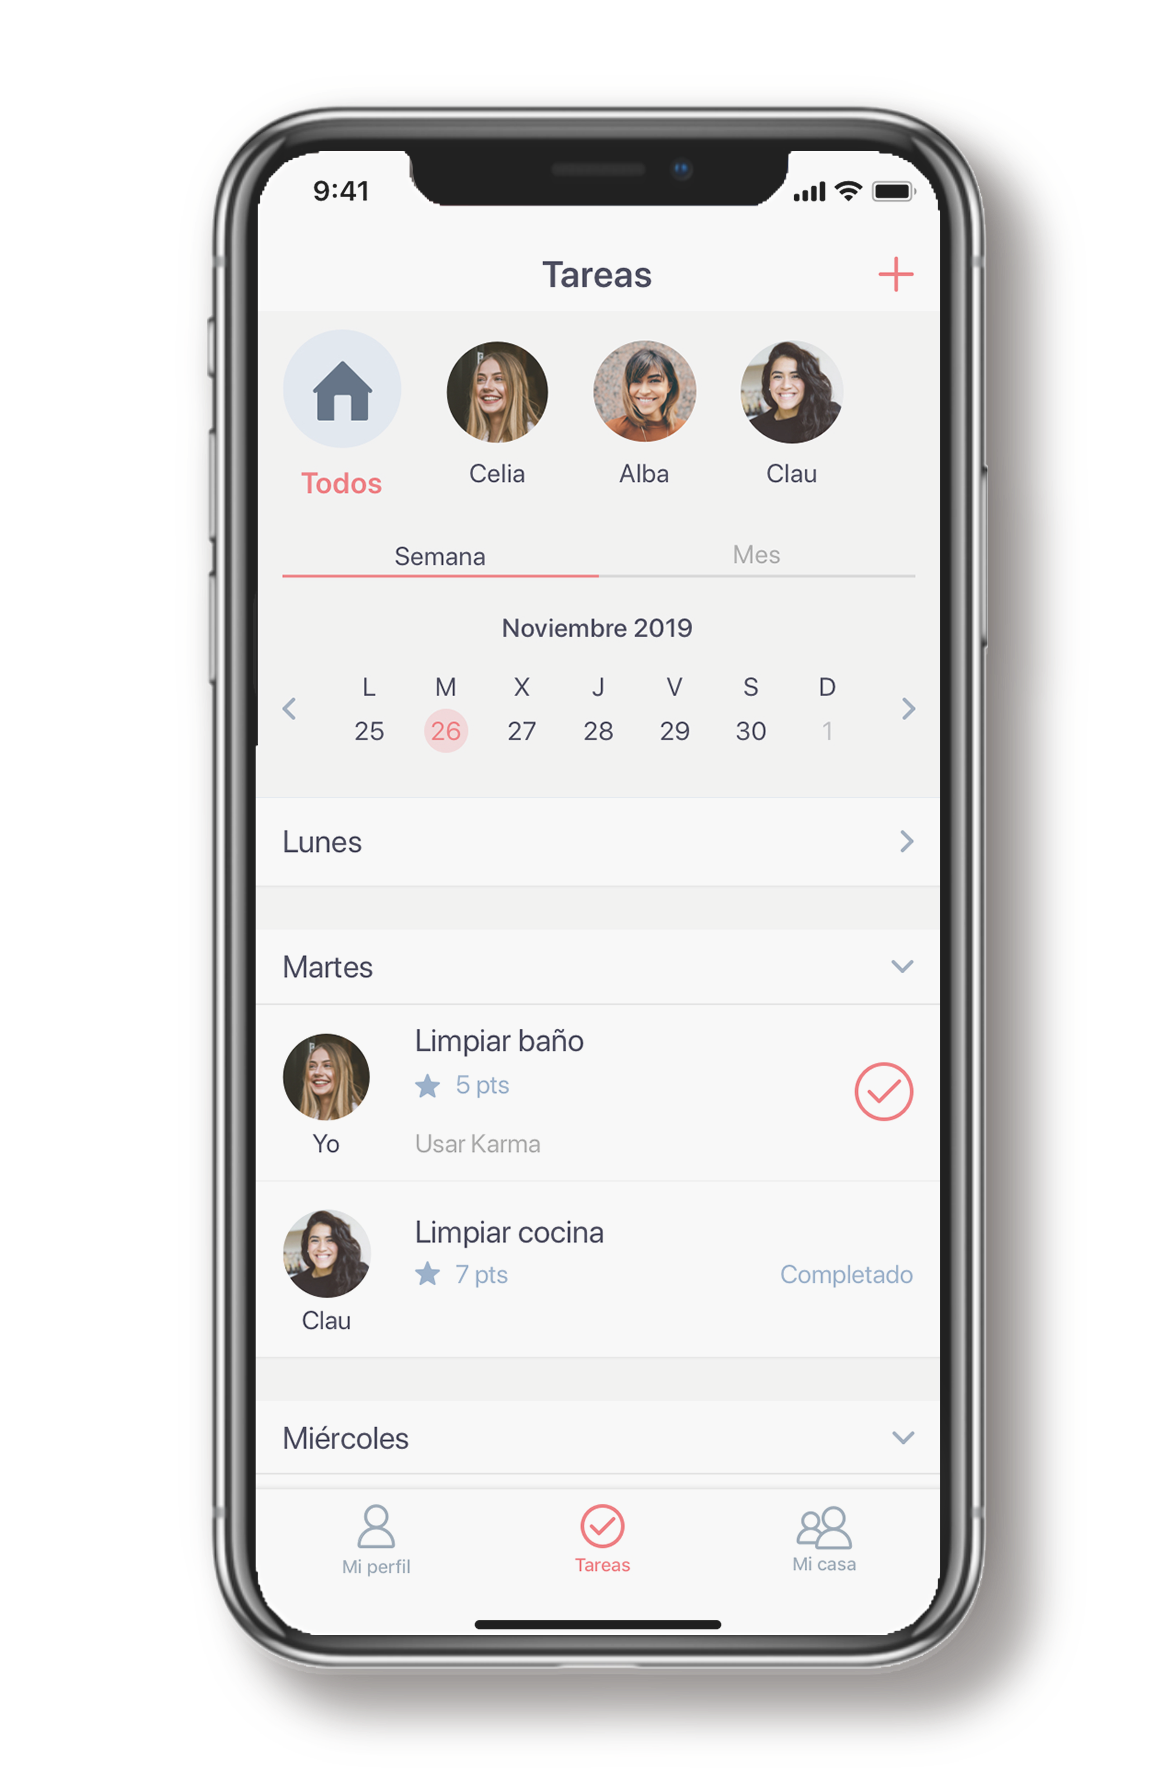 9:41
Tareas
Todos Celia Alba Clau
Semana Mes
Noviembre 2019
L M X J V S D
25 26 27 28 29 30 1
Lunes
Martes
Limpiar baño
5 pts
Yo
Usar Karma
Limpiar cocina
7 pts
Completado
Clau
Miércoles
Mi perfil Tareas Mi casa